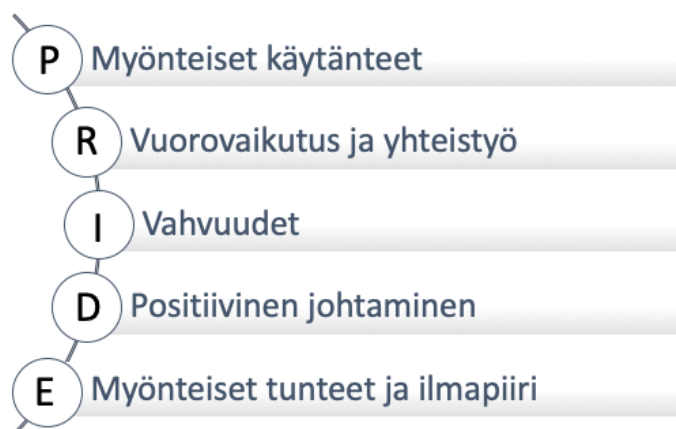 P Myönteiset käytänteet
R Vuorovaikutus ja yhteistyö
I Vahvuudet
D Positiivinen johtaminen
E Myönteiset tunteet ja ilmapiiri